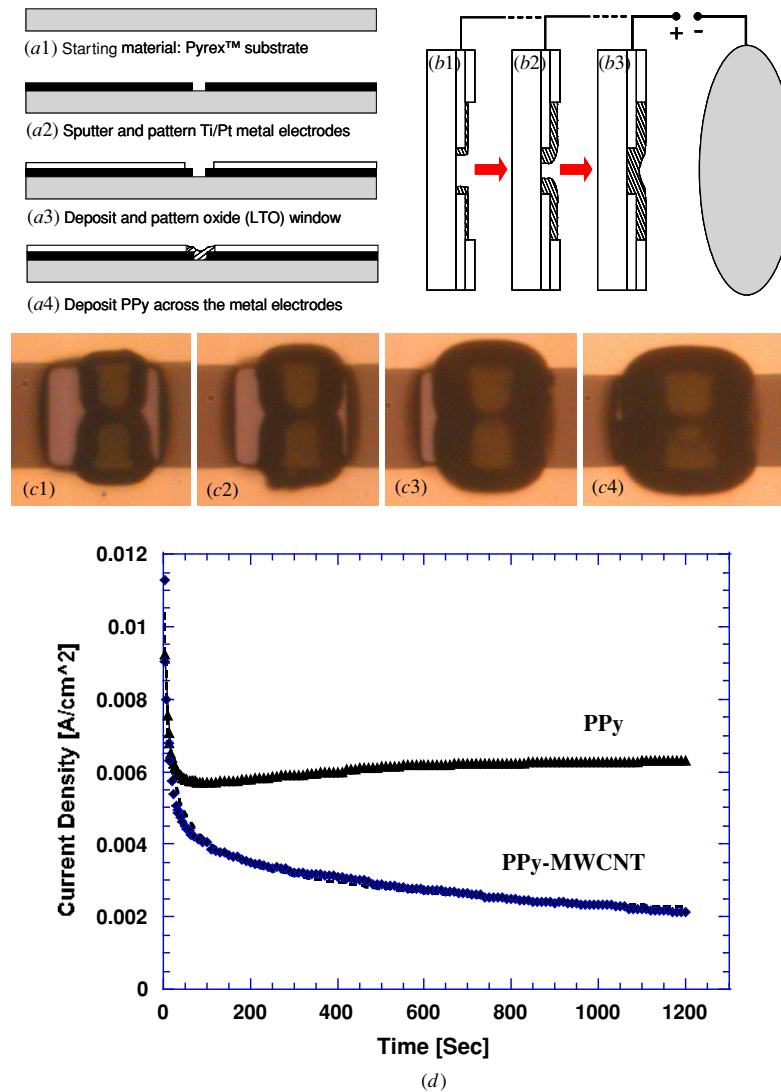 (a1) Starting material: Pyrex™ substrate
(a2) Sputter and pattern Ti/Pt metal electrodes
(a3) Deposit and pattern oxide (LTO) window
(a4) Deposit PPy across the metal electrodes
(b1) (b2) (b3)
+ -
(c1) (c2) (c3) (c4)
0.012
0.01
0.008
0.006
0.004
0.002
0
Current Density [A/cm^2]
PPy
PPy-MWCNT
0 200 400 600 800 1000 1200
Time [Sec]
(d)